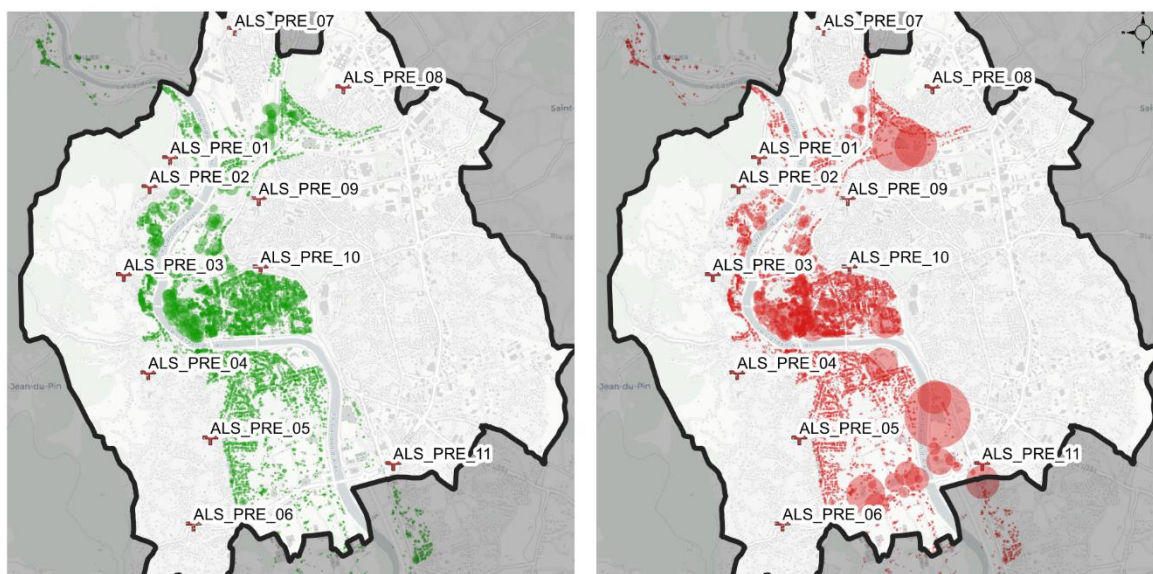 ALS_PRE_07
ALS_PRE_08
ALS_PRE_01
ALS_PRE_02
ALS_PRE_09
ALS_PRE_03
ALS_PRE_10
ALS_PRE_04
Jean-du-Pin
ALS_PRE_05
ALS_PRE_11
ALS_PRE_06
ALS_PRE_07
ALS_PRE_08
Saint-
ALS_PRE_01
ALS_PRE_02
ALS_PRE_09
ALS_PRE_03
ALS_PRE_10
ALS_PRE_04
Jean-du-Pin
ALS_PRE_05
ALS_PRE_11
ALS_PRE_06